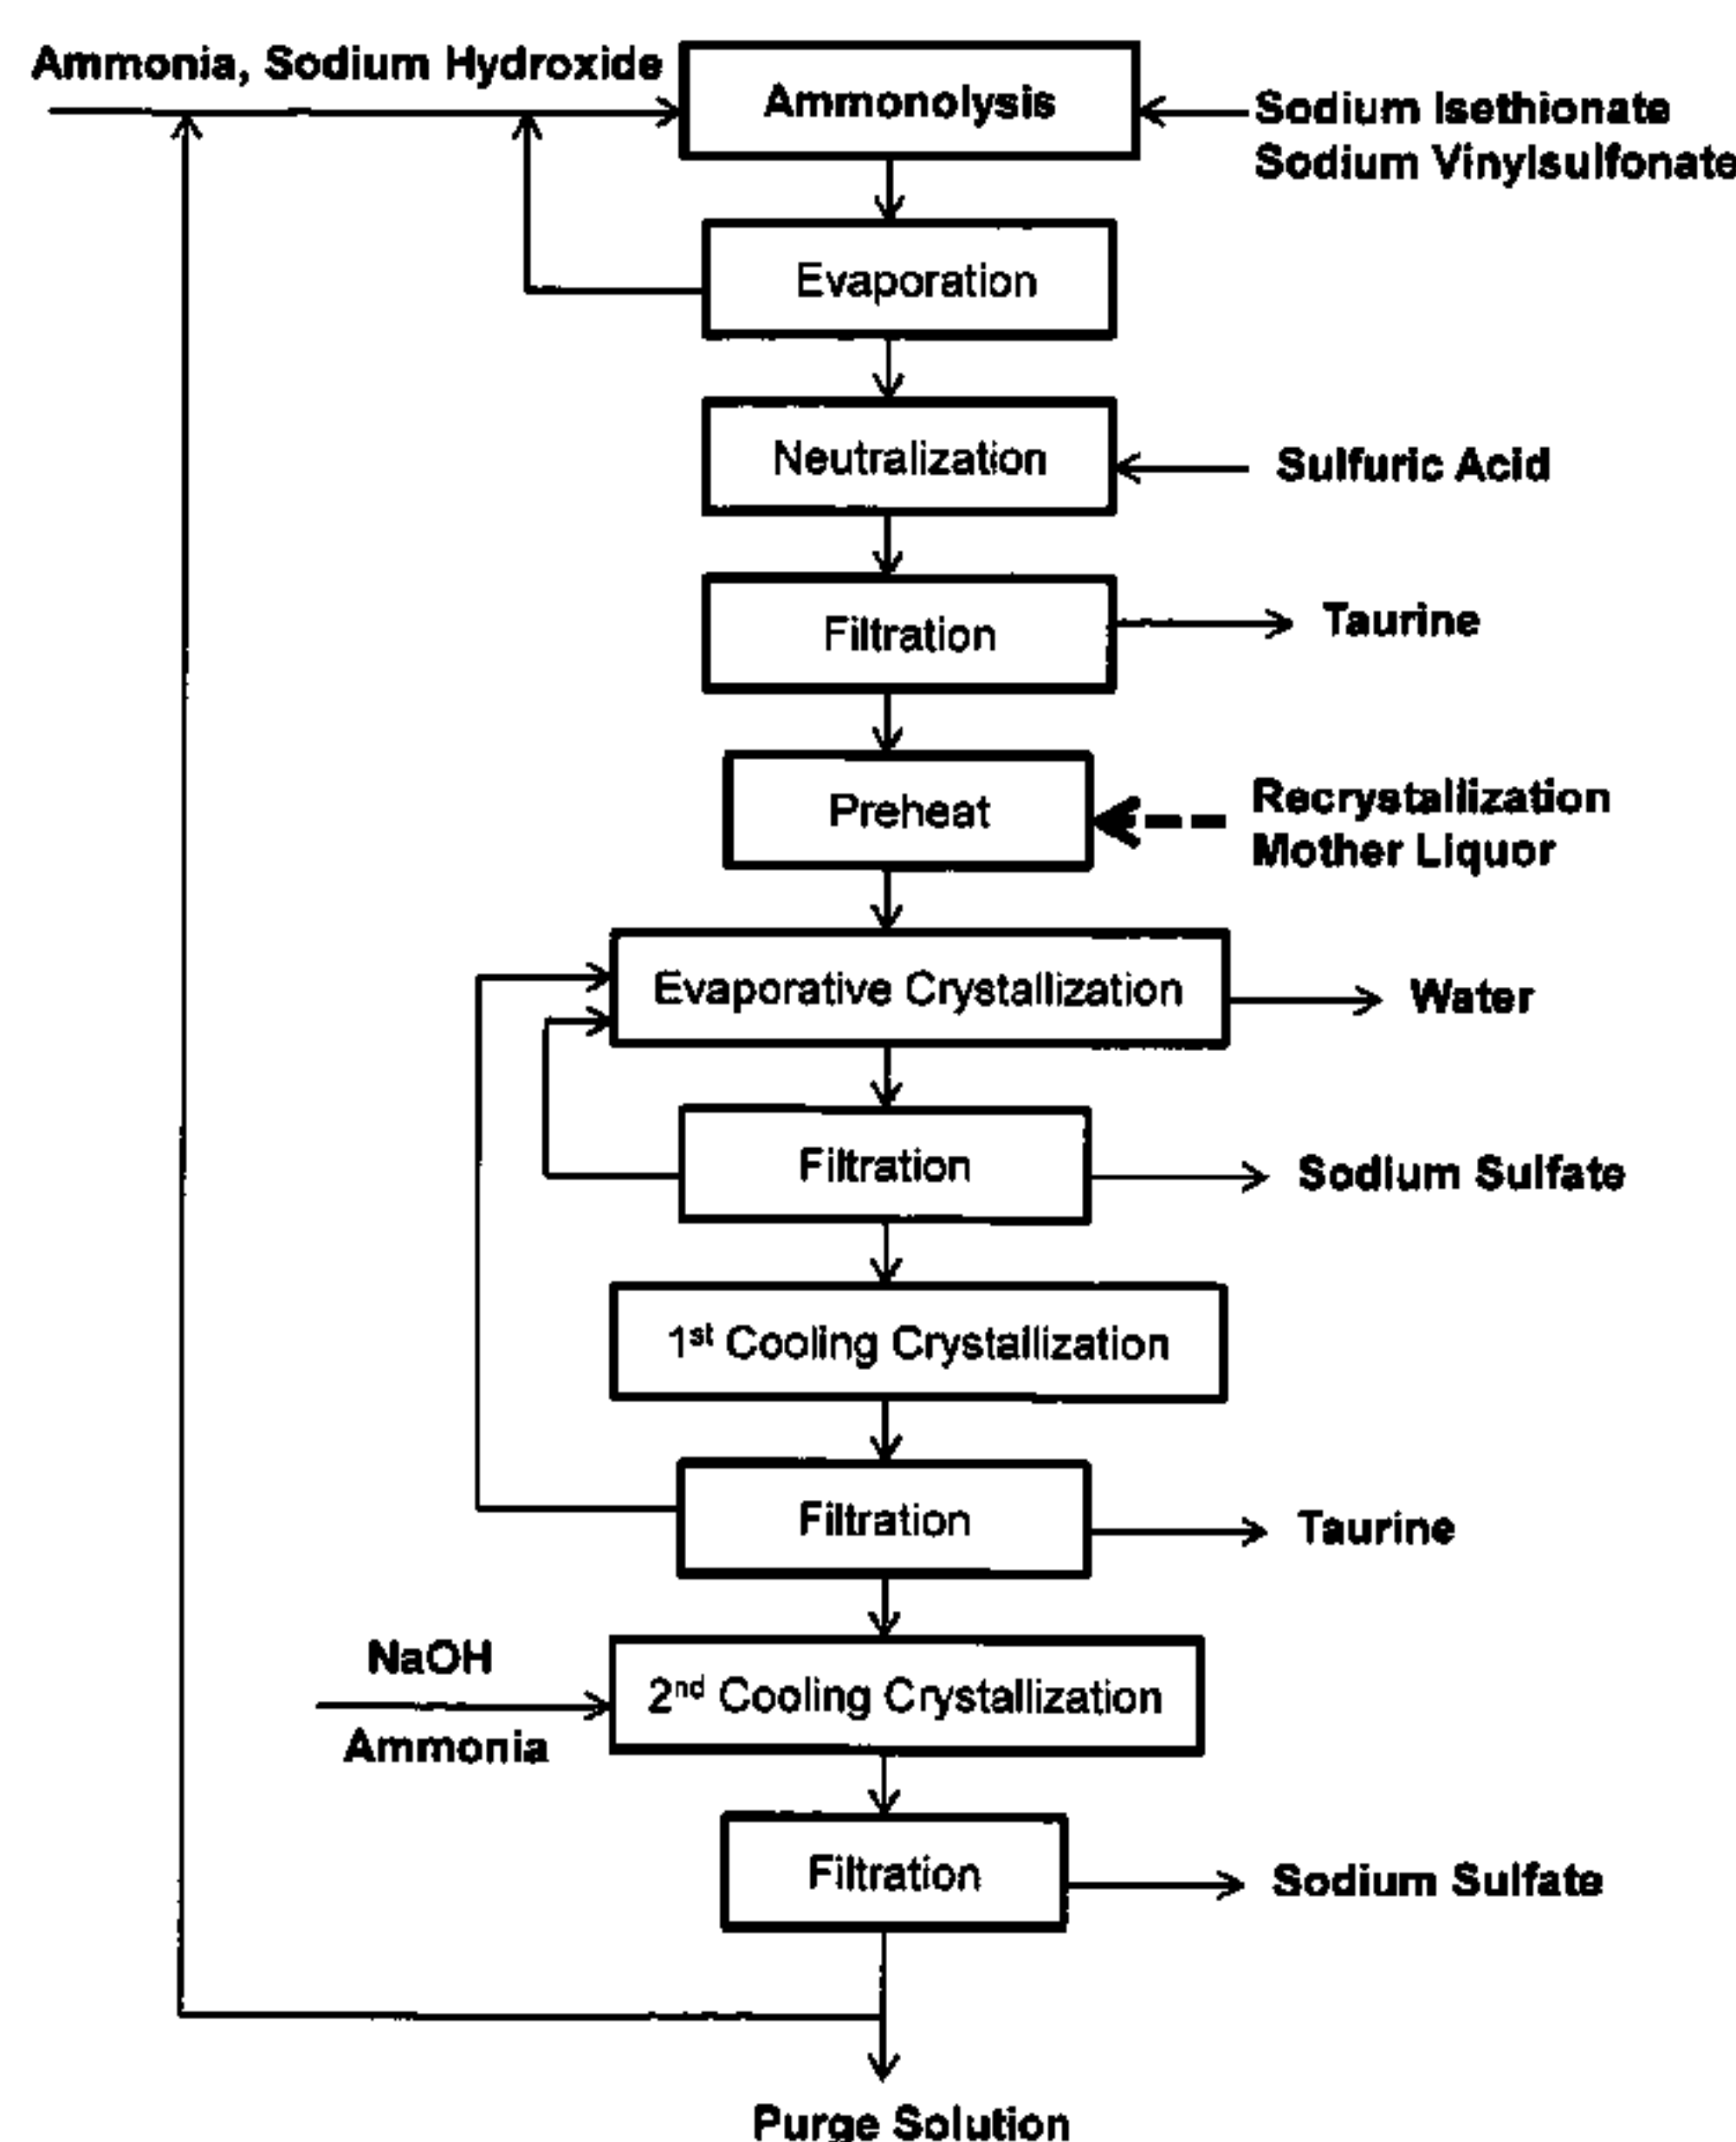 Ammonia, Sodium Hydroxide
Ammonolysis
Sodium Isethionate
Sodium Vinylsulfonate
Evaporation
Neutralization
Sulfuric Acid
Filtration
Taurine
Preheat
Recrystallization
Mother Liquor
Evaporative Crystallization
Water
Filtration
Sodium Sulfate
1st Cooling Crystallization
Filtration
Taurine
NaOH
Ammonia
2nd Cooling Crystallization
Filtration
Sodium Sulfate
Purge Solution